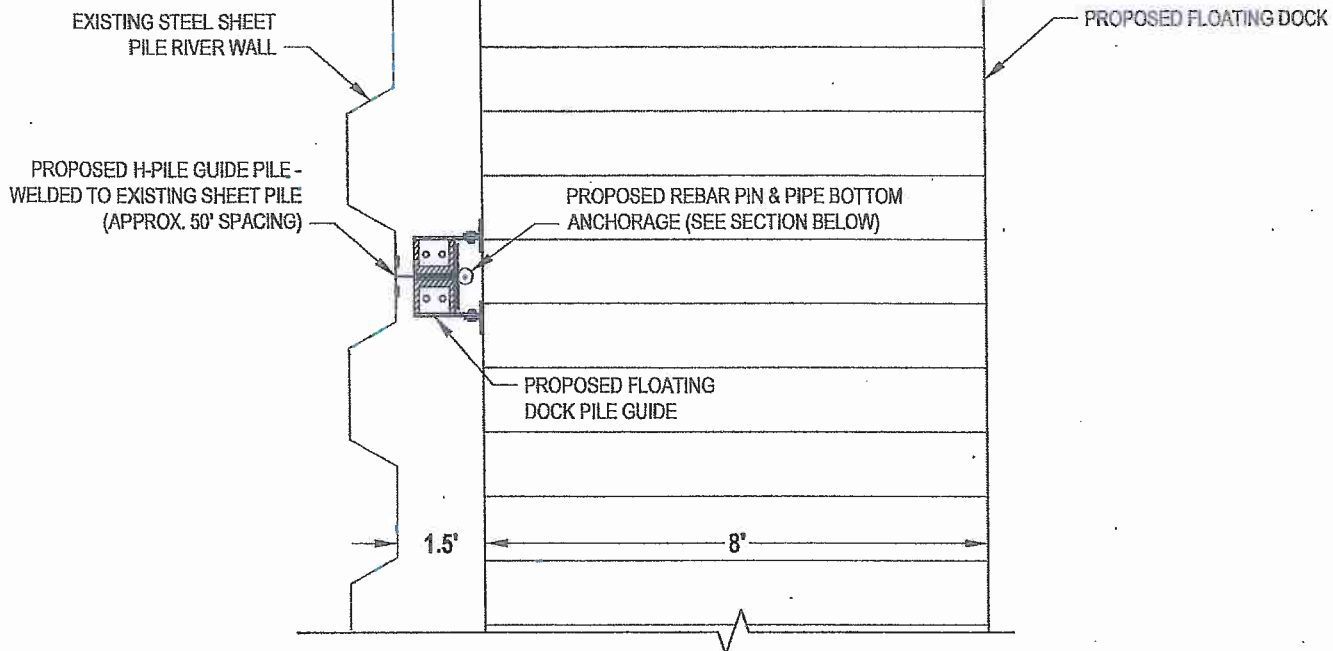 EXISTING STEEL SHEET
PILE RIVER WALL
PROPOSED FLOATING DOCK
PROPOSED H-PILE GUIDE PILE -
WELDED TO EXISTING SHEET PILE
(APPROX. 50' SPACING)
PROPOSED REBAR PIN & PIPE BOTTOM
ANCHORAGE (SEE SECTION BELOW)
PROPOSED FLOATING
DOCK PILE GUIDE
1.5'
8'